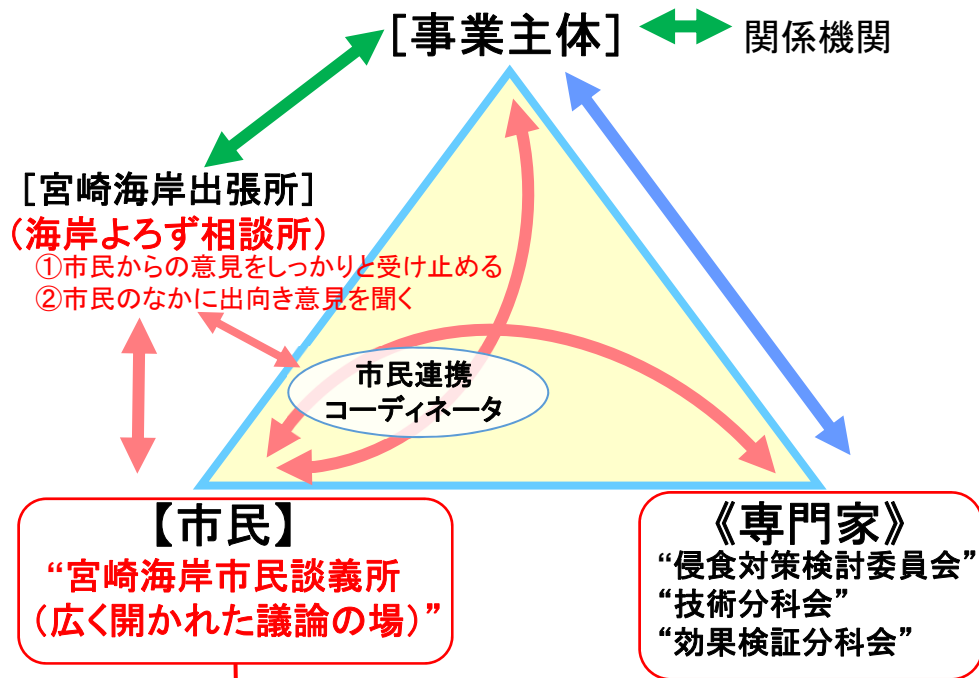 ［事業主体］
関係機関
［宮崎海岸出張所］
（海岸よろず相談所）
①市民からの意見をしっかりと受け止める
②市民のなかに出向き意見を聞く
市民連携
コーディネータ
【市民】
“宮崎海岸市民談義所
（広く開かれた議論の場）”
《専門家》
“侵食対策検討委員会”
“技術分科会”
“効果検証分科会”